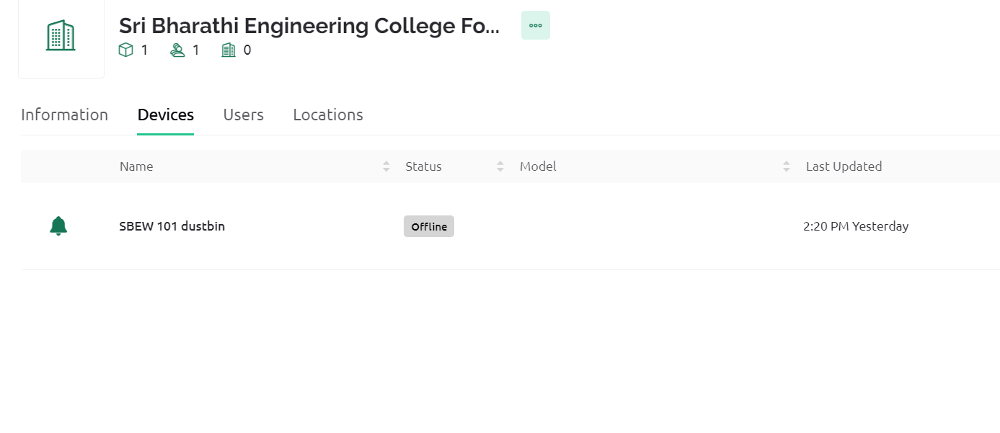 Sri Bharathi Engineering College Fo...
1 1 0
Information Devices Users Locations
Name Status Model Last Updated
SBEW 101 dustbin Offline 2:20 PM Yesterday